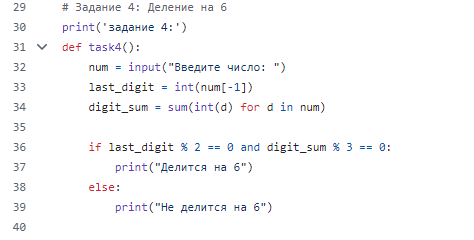 29 # Задание 4: Деление на 6
30 print('задание 4:')
31 def task4():
32 num = input("Введите число: ")
33 last_digit = int(num[-1])
34 digit_sum = sum(int(d) for d in num)
35
36 if last_digit % 2 == 0 and digit_sum % 3 == 0:
37 print("Делится на 6")
38 else:
39 print("Не делится на 6")
40